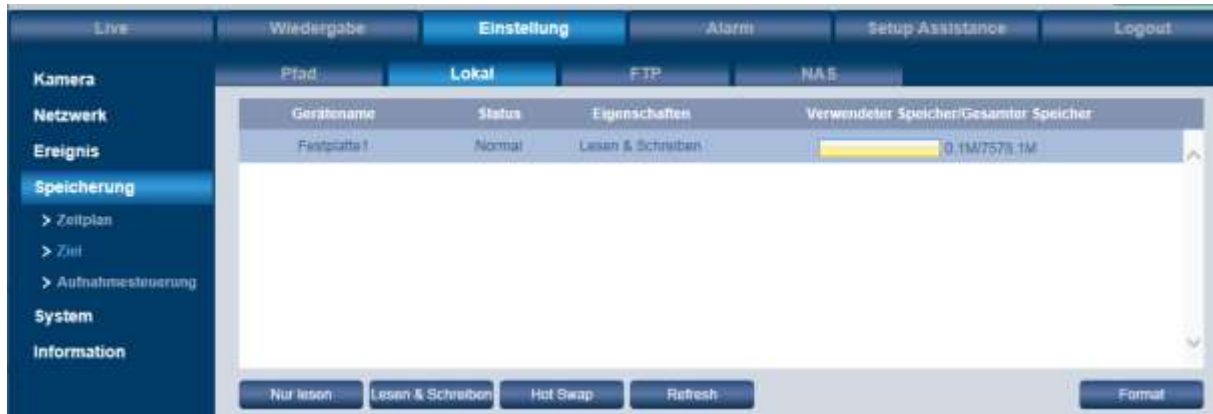 Live Wiedergabe Einstellung Alarm Setup Assistance Logout
Pfad Lokal FTP NAS
Kamera
Netzwerk
Ereignis
Speicherung
> Zeitplan
> Ziel
> Aufnahmesteuerung
System
Information
Gerätename Status Eigenschaften Verwendeter Speicher/Gesamter Speicher
Festplatte1 Normal Lesen & Schreiben 0.1M/7578.1M
Nur lesen Lesen & Schreiben Hot Swap Refresh Format